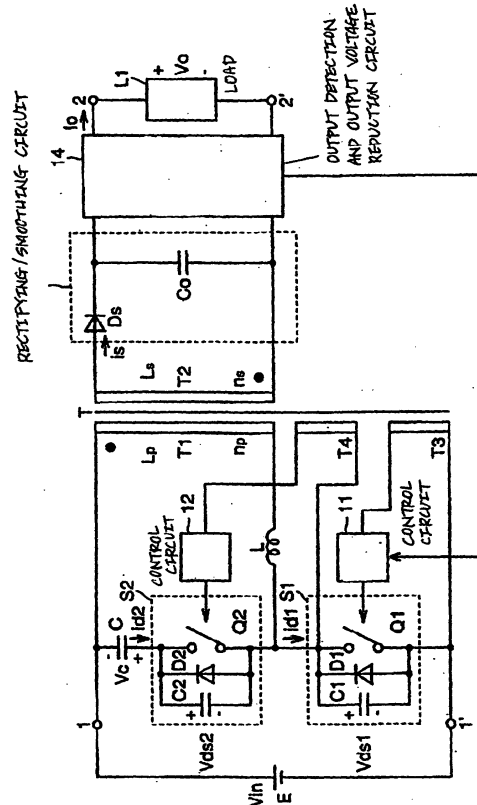 RECTIFYING/SMOOTHING CIRCUIT
14
Io
2
L1
+
Vo
-
LOAD
2'
OUTPUT DETECTION
AND OUTPUT VOLTAGE
REDUCTION CIRCUIT
Ds
is
Co
Ls
T2
ns
T
Lp
T1
np
T4
T3
CONTROL
CIRCUIT
12
L
CONTROL
CIRCUIT
11
S2
C
id2
Vc
+
-
C2
D2
Q2
+
-
Vds2
id1
S1
C1
D1
Q1
+
-
Vds1
1
1'
Vin
E